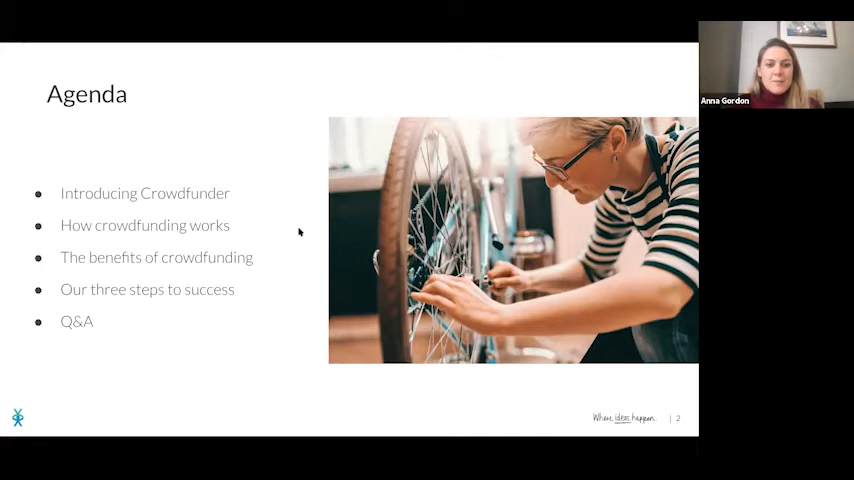 Agenda
Anna Gordon
● Introducing Crowdfunder
● How crowdfunding works
● The benefits of crowdfunding
● Our three steps to success
● Q&A
Where ideas happen. | 2